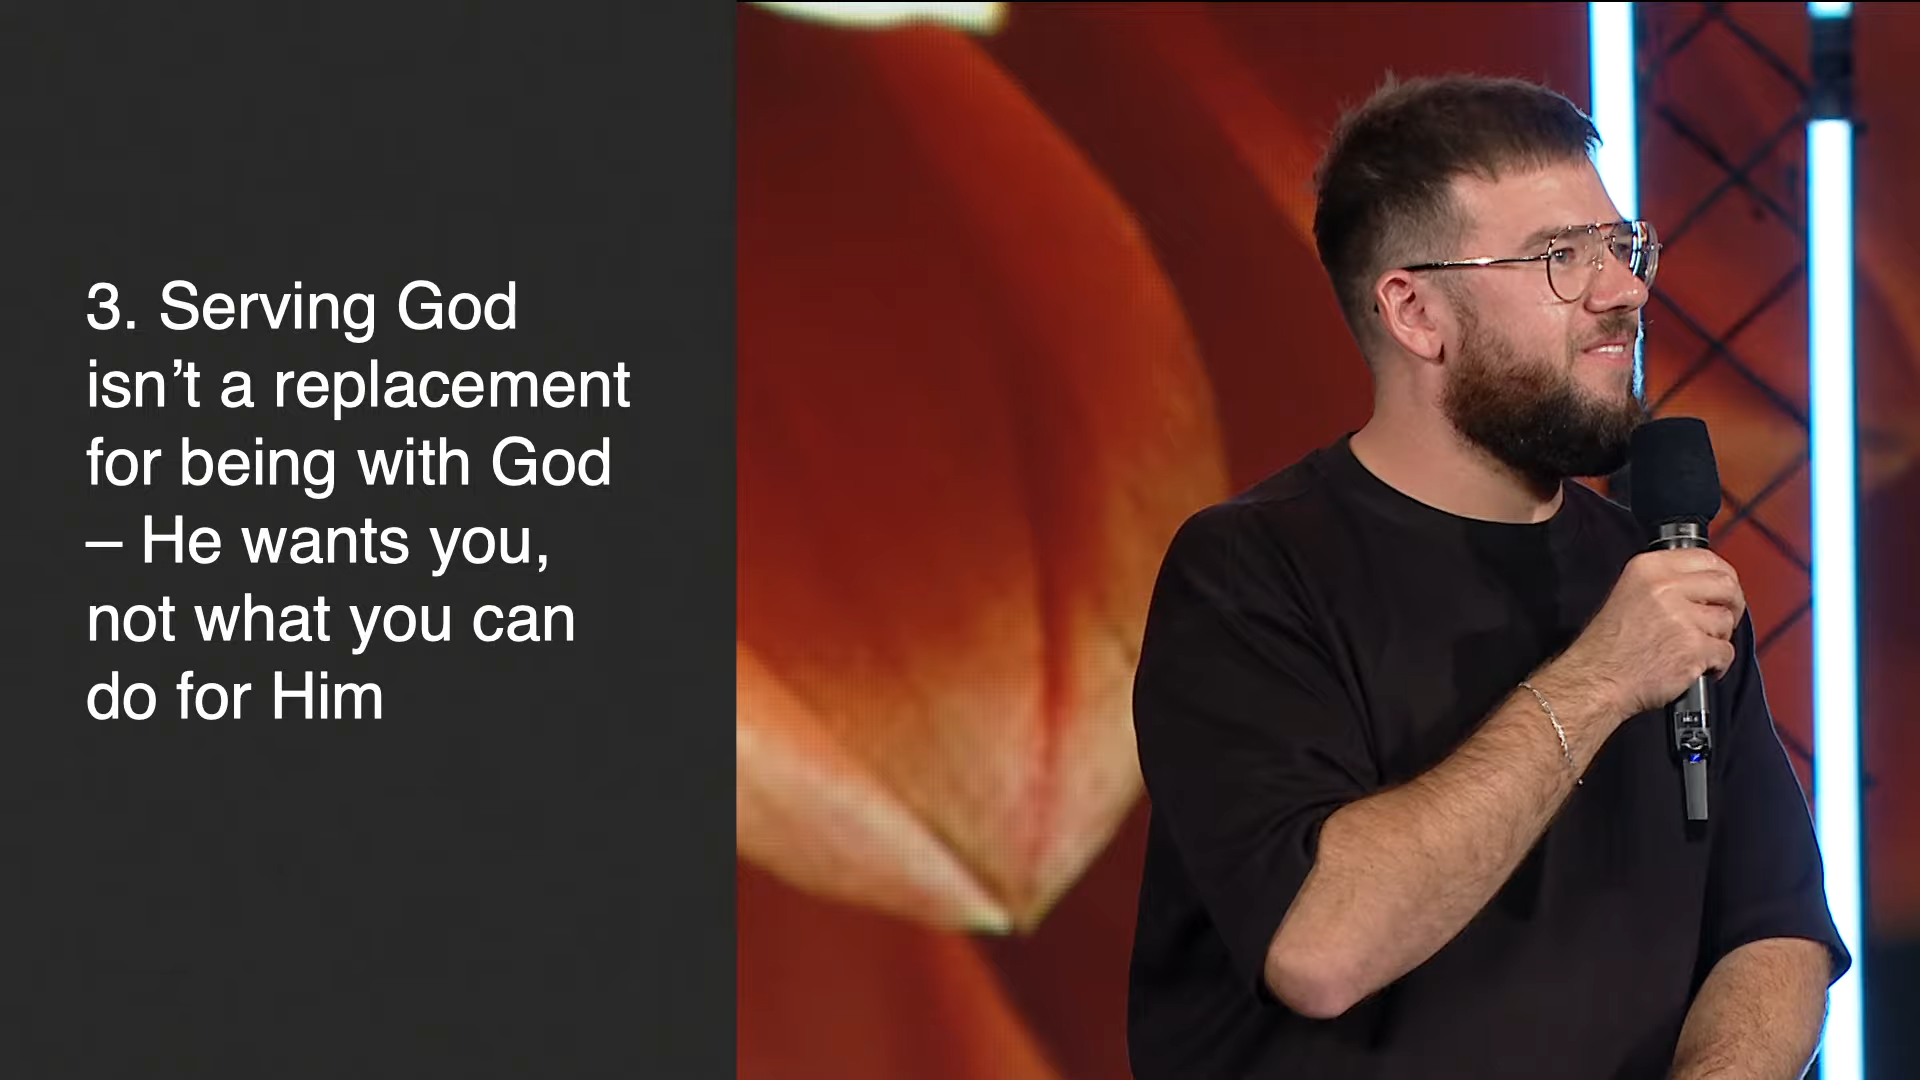 3. Serving God
isn’t a replacement
for being with God
– He wants you,
not what you can
do for Him